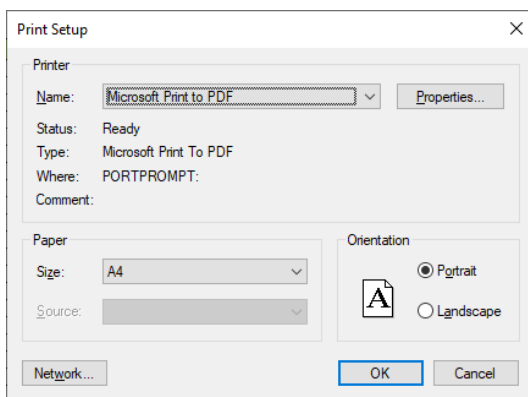 Print Setup
Printer
Name: Microsoft Print to PDF Properties...
Status: Ready
Type: Microsoft Print To PDF
Where: PORTPROMPT:
Comment:
Paper
Size: A4
Source:
Orientation
A
Portrait
Landscape
Network... OK Cancel